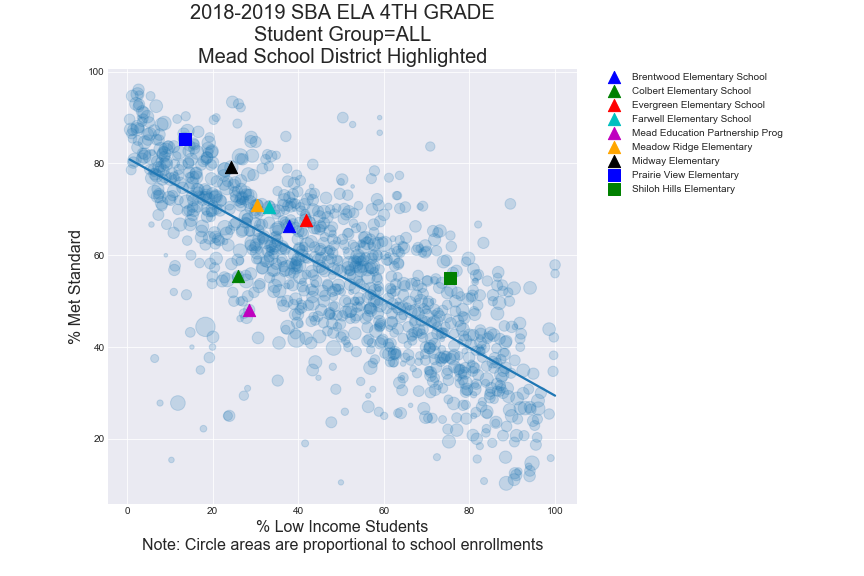 2018-2019 SBA ELA 4TH GRADE
Student Group=ALL
Mead School District Highlighted
% Met Standard
100
80
60
40
20
0
20
40
60
80
100
% Low Income Students
Note: Circle areas are proportional to school enrollments
Brentwood Elementary School
Colbert Elementary School
Evergreen Elementary School
Farwell Elementary School
Mead Education Partnership Prog
Meadow Ridge Elementary
Midway Elementary
Prairie View Elementary
Shiloh Hills Elementary